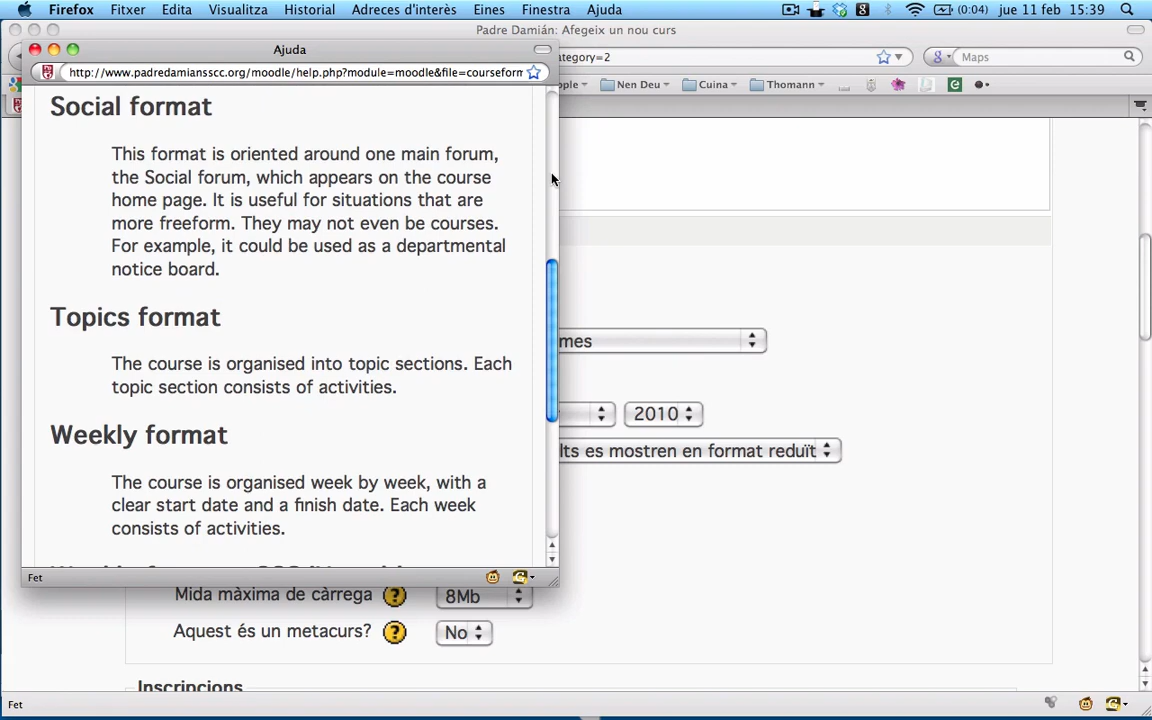 Firefox Fitxer Edita Visualitza Historial Adreces d'interès Eines Finestra Ajuda (0:04) jue 11 feb 15:39
Padre Damián: Afegeix un nou curs
Ajuda
ategory=2
Maps
http://www.padredamiansscc.org/moodle/help.php?module=moodle&file=courseform
ople Nen Deu Cuina Thomann
Social format
This format is oriented around one main forum,
the Social forum, which appears on the course
home page. It is useful for situations that are
more freeform. They may not even be courses.
For example, it could be used as a departmental
notice board.
Topics format
mes
The course is organised into topic sections. Each
topic section consists of activities.
2010
Weekly format
lts es mostren en format reduït
The course is organised week by week, with a
clear start date and a finish date. Each week
consists of activities.
Fet
Mida màxima de càrrega ? 8Mb
Aquest és un metacurs? ? No
Inscripcions
Fet